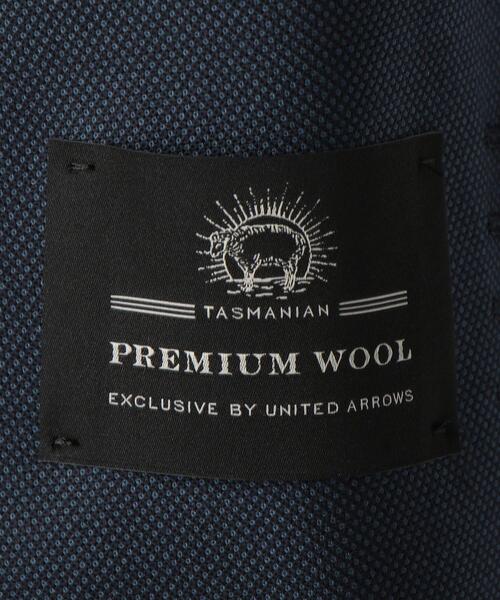 TASMANIAN
PREMIUM WOOL
EXCLUSIVE BY UNITED ARROWS